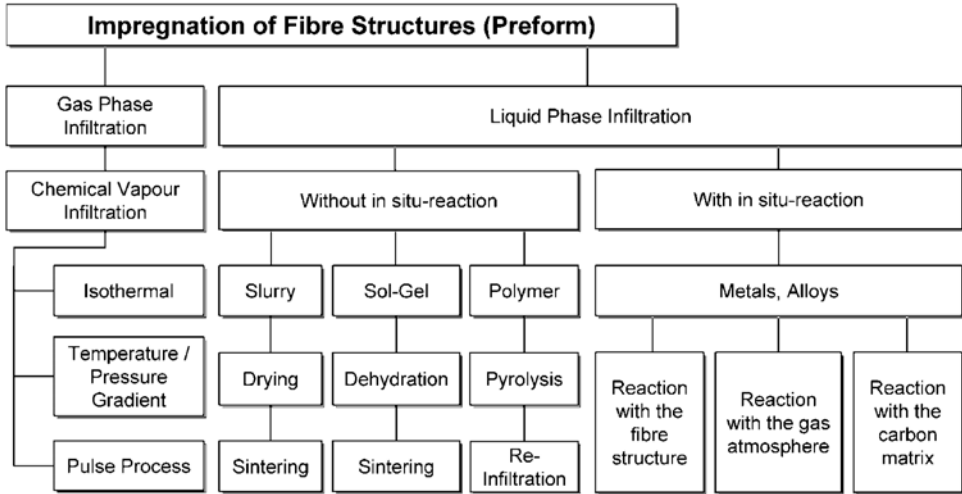 Impregnation of Fibre Structures (Preform)
Gas Phase
Infiltration
Liquid Phase Infiltration
Chemical Vapour
Infiltration
Without in situ-reaction
With in situ-reaction
Isothermal
Slurry
Sol-Gel
Polymer
Metals, Alloys
Temperature /
Pressure
Gradient
Drying
Dehydration
Pyrolysis
Reaction
with the
fibre
structure
Reaction
with the gas
atmosphere
Reaction
with the
carbon
matrix
Pulse Process
Sintering
Sintering
Re-
Infiltration